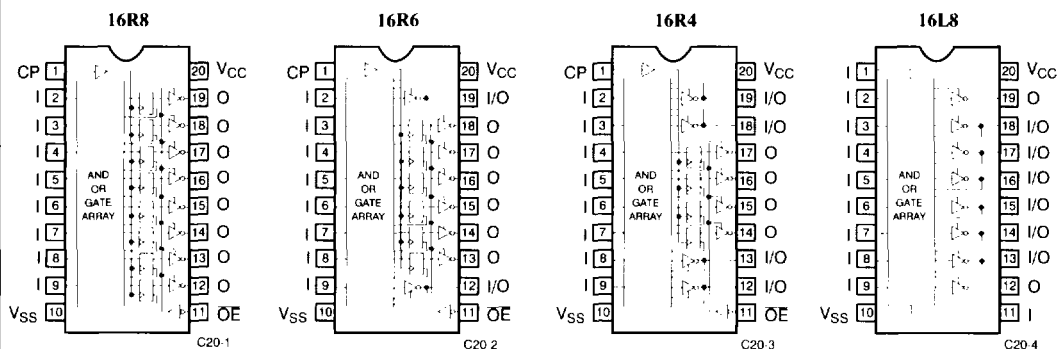 16R8
CP 1 20 VCC
I 2 19 O
I 3 18 O
I 4 17 O
I 5 16 O
I 6 15 O
I 7 14 O
I 8 13 O
I 9 12 O
VSS 10 11 OE
AND
OR
GATE
ARRAY
C20-1
16R6
CP 1 20 VCC
I 2 19 I/O
I 3 18 O
I 4 17 O
I 5 16 O
I 6 15 O
I 7 14 O
I 8 13 O
I 9 12 I/O
VSS 10 11 OE
AND
OR
GATE
ARRAY
C20-2
16R4
CP 1 20 VCC
I 2 19 I/O
I 3 18 I/O
I 4 17 O
I 5 16 O
I 6 15 O
I 7 14 O
I 8 13 I/O
I 9 12 I/O
VSS 10 11 OE
AND
OR
GATE
ARRAY
C20-3
16L8
I 1 20 VCC
I 2 19 O
I 3 18 I/O
I 4 17 I/O
I 5 16 I/O
I 6 15 I/O
I 7 14 I/O
I 8 13 I/O
I 9 12 O
VSS 10 11 I
AND
OR
GATE
ARRAY
C20-4